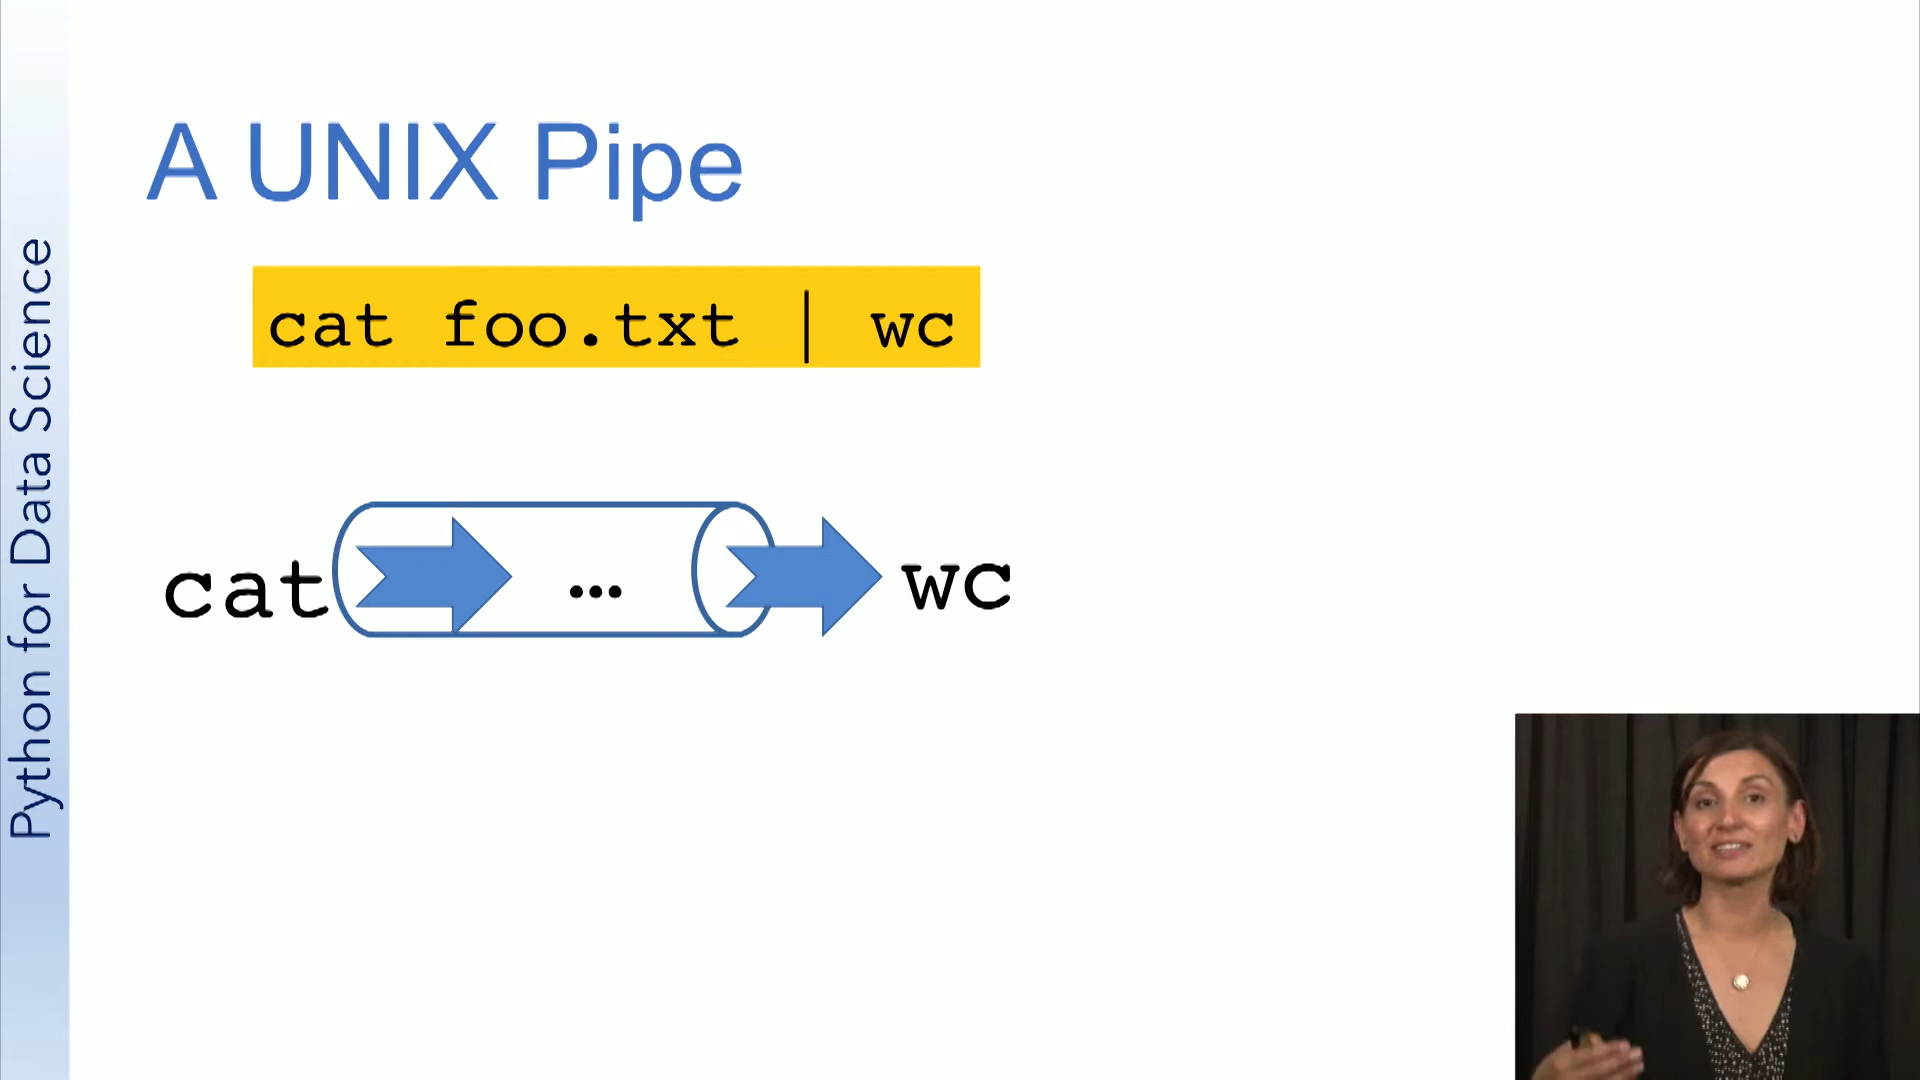 Python for Data Science
A UNIX Pipe
cat foo.txt | wc
cat ... wc